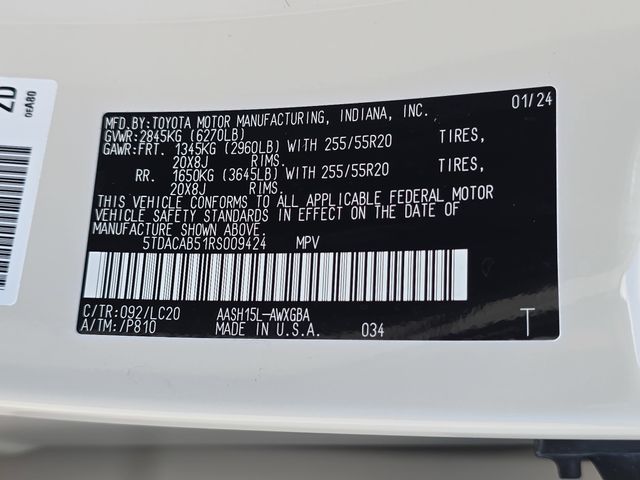 2D
0EA80
01/24
MFD.BY:TOYOTA MOTOR MANUFACTURING, INDIANA, INC.
GVWR:2845KG (6270LB)
GAWR:FRT. 1345KG (2960LB) WITH 255/55R20 TIRES,
20X8J RIMS.
RR. 1650KG (3645LB) WITH 255/55R20 TIRES,
20X8J RIMS.
THIS VEHICLE CONFORMS TO ALL APPLICABLE FEDERAL MOTOR
VEHICLE SAFETY STANDARDS IN EFFECT ON THE DATE OF
MANUFACTURE SHOWN ABOVE.
5TDACAB51RS009424 MPV
C/TR:092/LC20 AASH15L-AWXGBA
A/TM:/P810 MADE IN U.S.A. 034 T